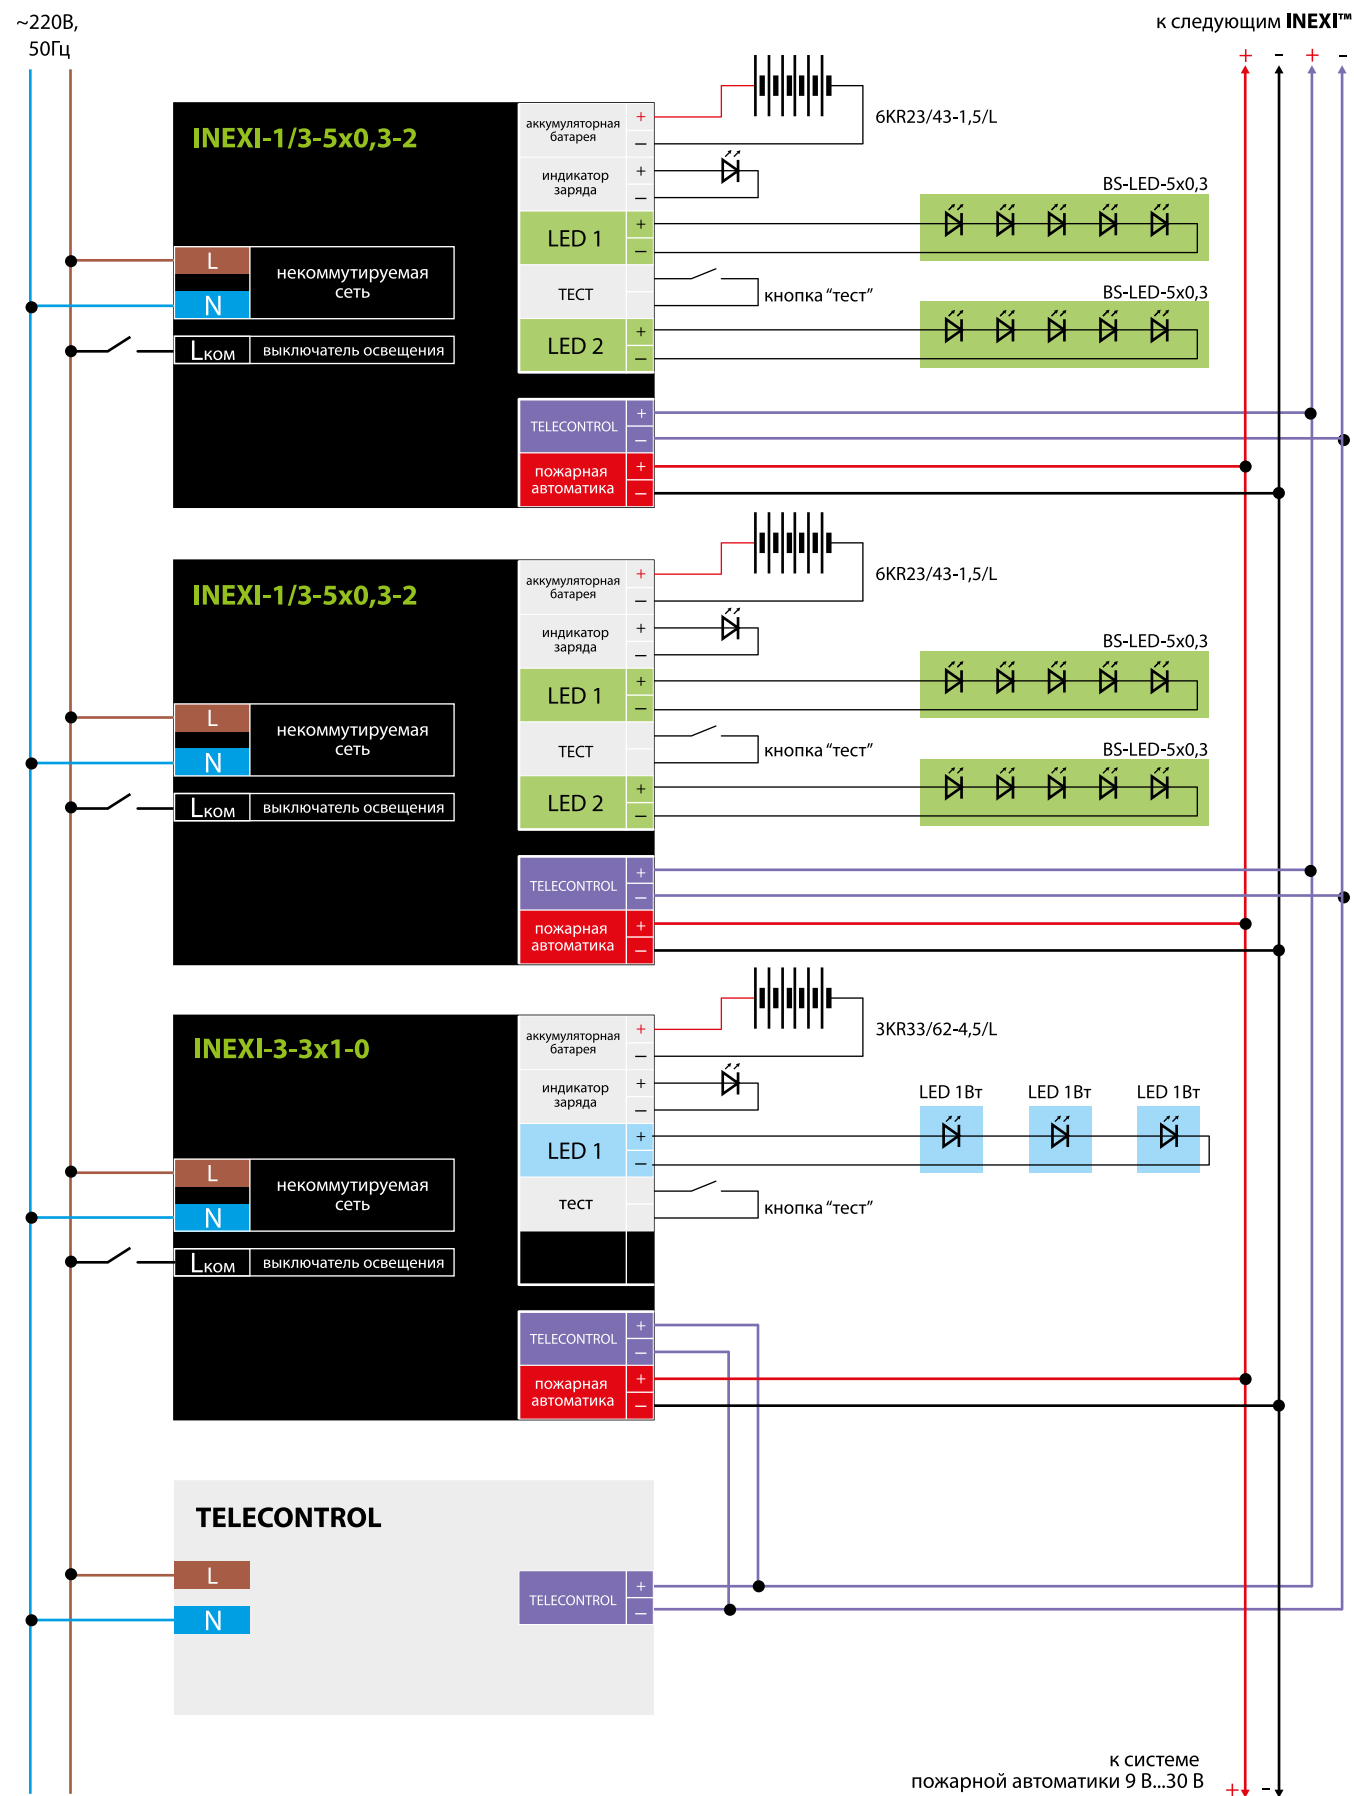 ~220В,
50Гц
к следующим INEXI™
+ - + -
INEXI-1/3-5x0,3-2
аккумуляторная
батарея
+
–
6KR23/43-1,5/L
индикатор
заряда
+
–
BS-LED-5x0,3
LED 1
+
–
L
N
некоммутируемая
сеть
ТЕСТ
кнопка “тест”
BS-LED-5x0,3
LED 2
+
–
Lком
выключатель освещения
TELECONTROL
+
–
пожарная
автоматика
+
–
INEXI-1/3-5x0,3-2
аккумуляторная
батарея
+
–
6KR23/43-1,5/L
индикатор
заряда
+
–
BS-LED-5x0,3
LED 1
+
–
L
N
некоммутируемая
сеть
ТЕСТ
кнопка “тест”
BS-LED-5x0,3
LED 2
+
–
Lком
выключатель освещения
TELECONTROL
+
–
пожарная
автоматика
+
–
INEXI-3-3x1-0
аккумуляторная
батарея
+
–
3KR33/62-4,5/L
индикатор
заряда
+
–
LED 1Вт LED 1Вт LED 1Вт
LED 1
+
–
L
N
некоммутируемая
сеть
тест
кнопка “тест”
Lком
выключатель освещения
TELECONTROL
+
–
пожарная
автоматика
+
–
TELECONTROL
L
N
TELECONTROL
+
–
к системе
пожарной автоматики 9 В...30 В
+ -